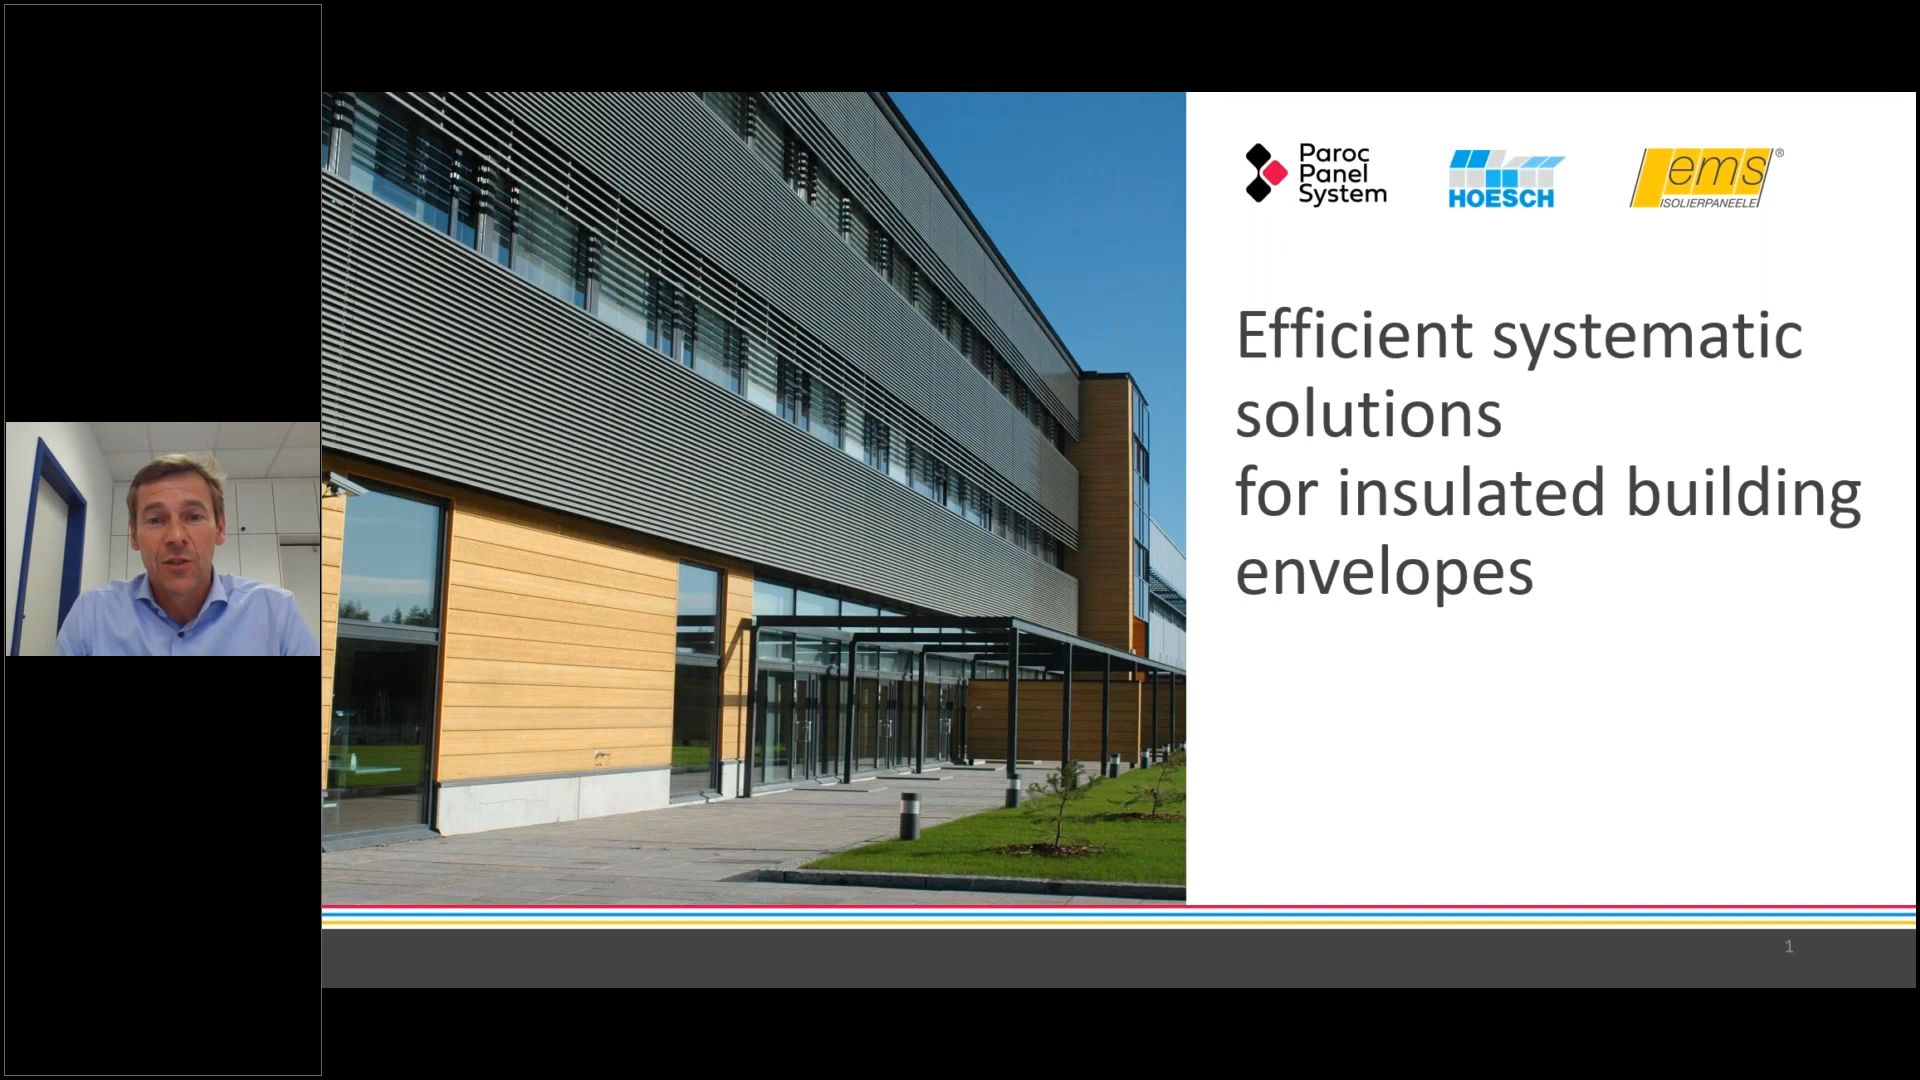 Paroc
Panel
System
HOESCH
ems®
ISOLIERPANEELE
Efficient systematic
solutions
for insulated building
envelopes
1